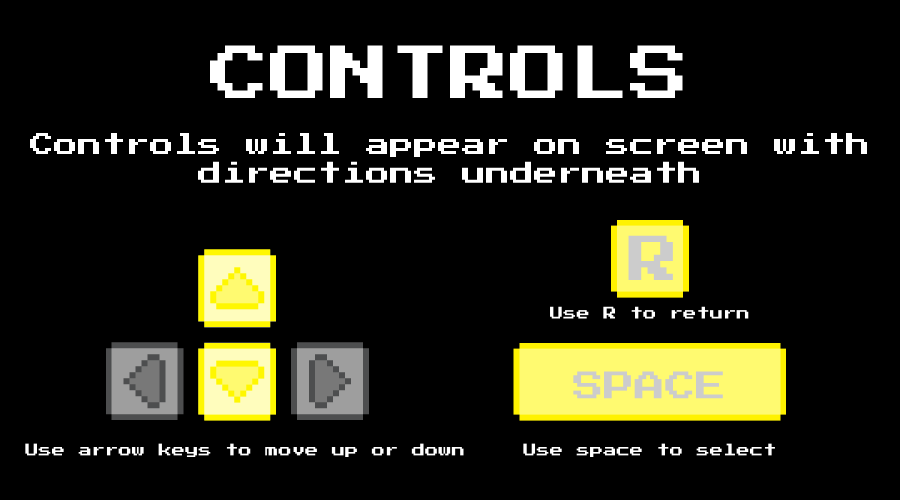 CONTROLS
Controls will appear on screen with
directions underneath
R
Use R to return
SPACE
Use arrow keys to move up or down
Use space to select